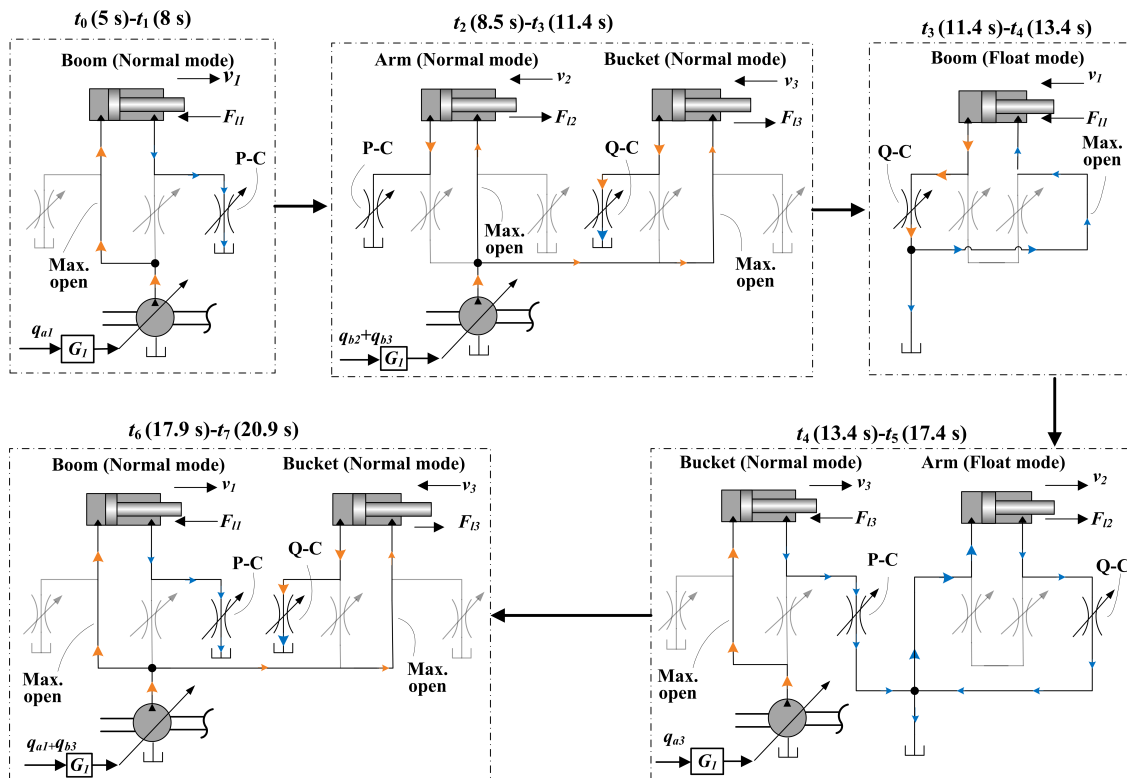 t0 (5 s)-t1 (8 s)
Boom (Normal mode)
v1
Fl1
P-C
Max.
open
qa1
G1
t2 (8.5 s)-t3 (11.4 s)
Arm (Normal mode)
v2
Fl2
Bucket (Normal mode)
v3
Fl3
P-C
Q-C
Max.
open
Max.
open
qb2+qb3
G1
t3 (11.4 s)-t4 (13.4 s)
Boom (Float mode)
v1
Fl1
Max.
open
Q-C
t6 (17.9 s)-t7 (20.9 s)
Boom (Normal mode)
v1
Fl1
Bucket (Normal mode)
v3
Fl3
P-C
Q-C
Max.
open
Max.
open
qa1+qb3
G1
t4 (13.4 s)-t5 (17.4 s)
Bucket (Normal mode)
v3
Fl3
Arm (Float mode)
v2
Fl2
P-C
Q-C
Max.
open
qa3
G1